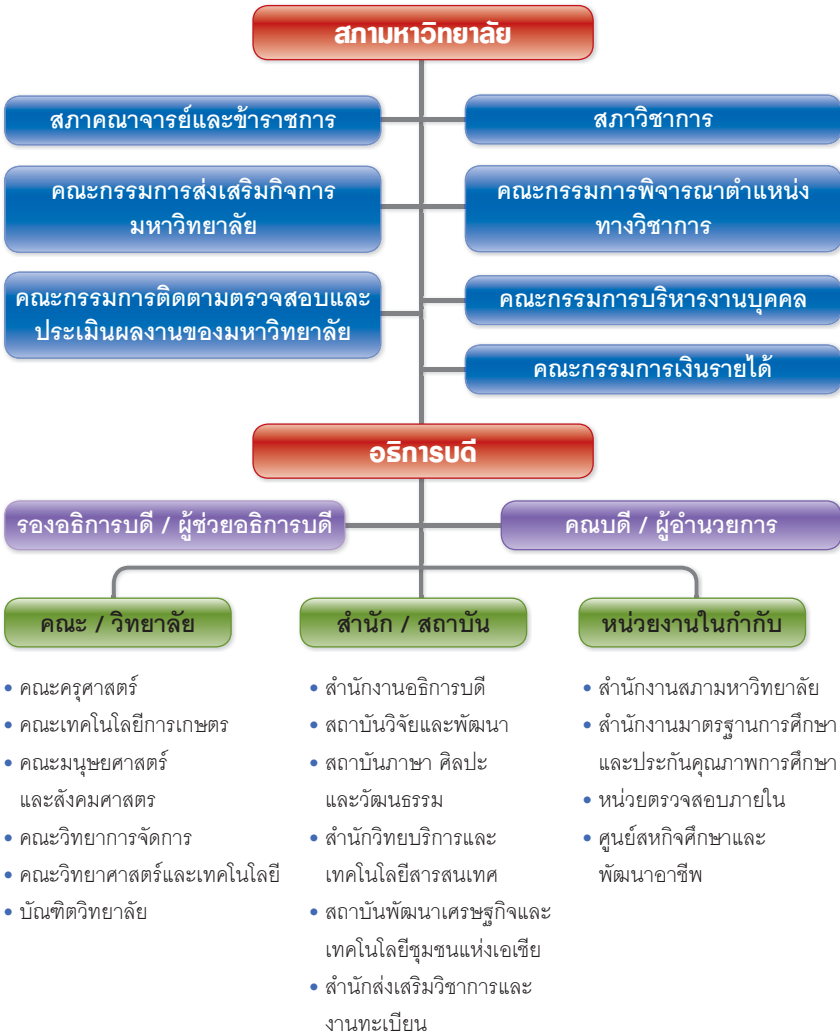 สภามหาวิทยาลัย
สภาคณาจารย์และข้าราชการ
สภาวิชาการ
คณะกรรมการส่งเสริมกิจการ
มหาวิทยาลัย
คณะกรรมการพิจารณาตำแหน่ง
ทางวิชาการ
คณะกรรมการติดตามตรวจสอบและ
ประเมินผลงานของมหาวิทยาลัย
คณะกรรมการบริหารงานบุคคล
คณะกรรมการเงินรายได้
อธิการบดี
รองอธิการบดี / ผู้ช่วยอธิการบดี
คณบดี / ผู้อำนวยการ
คณะ / วิทยาลัย
• คณะครุศาสตร์
• คณะเทคโนโลยีการเกษตร
• คณะมนุษยศาสตร์
และสังคมศาสตร
• คณะวิทยาการจัดการ
• คณะวิทยาศาสตร์และเทคโนโลยี
• บัณฑิตวิทยาลัย
สำนัก / สถาบัน
• สำนักงานอธิการบดี
• สถาบันวิจัยและพัฒนา
• สถาบันภาษา ศิลปะ
และวัฒนธรรม
• สำนักวิทยบริการและ
เทคโนโลยีสารสนเทศ
• สถาบันพัฒนาเศรษฐกิจและ
เทคโนโลยีชุมชนแห่งเอเชีย
• สำนักส่งเสริมวิชาการและ
งานทะเบียน
หน่วยงานในกำกับ
• สำนักงานสภามหาวิทยาลัย
• สำนักงานมาตรฐานการศึกษา
และประกันคุณภาพการศึกษา
• หน่วยตรวจสอบภายใน
• ศูนย์สหกิจศึกษาและ
พัฒนาอาชีพ